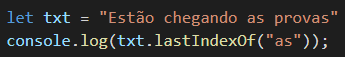 let txt = "Estão chegando as provas"
console.log(txt.lastIndexOf("as"));